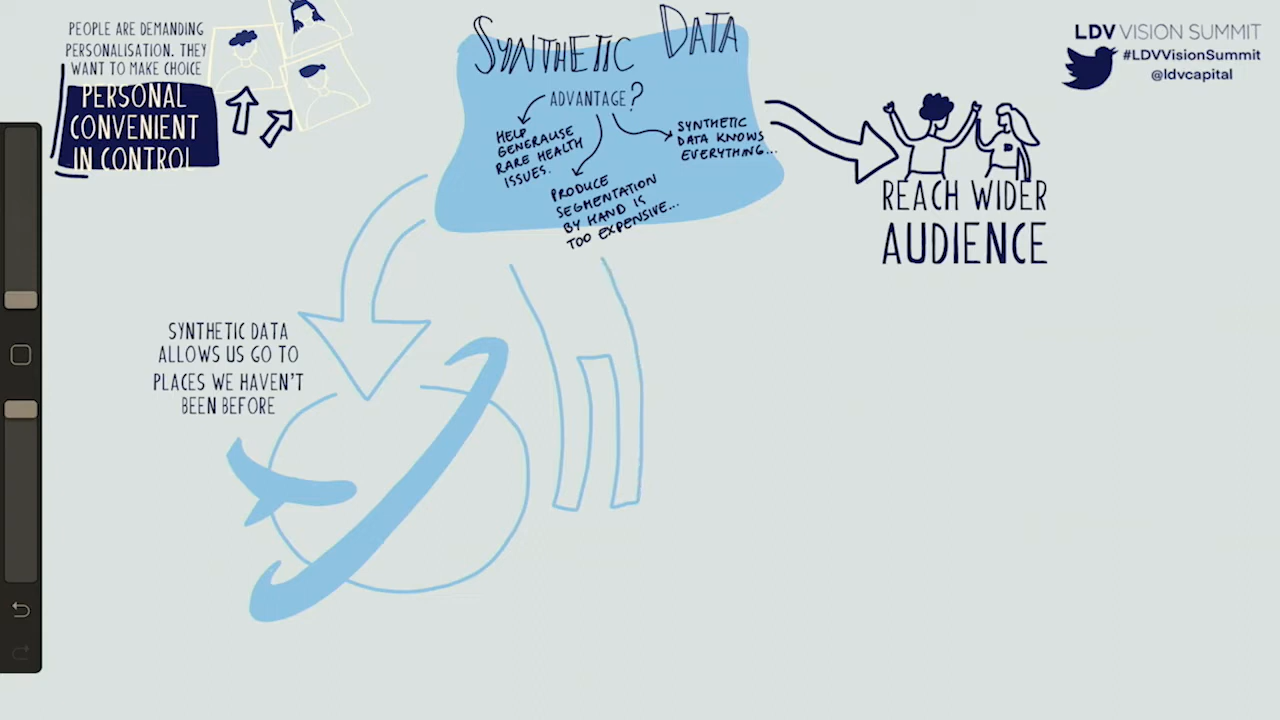 PEOPLE ARE DEMANDING
PERSONALISATION. THEY
WANT TO MAKE CHOICE
PERSONAL
CONVENIENT
IN CONTROL
SYNTHETIC DATA
ADVANTAGE?
HELP
GENERAUSE
RARE HEALTH
ISSUES.
PRODUCE
SEGMENTATION
BY HAND IS
TOO EXPENSIVE...
SYNTHETIC
DATA KNOWS
EVERYTHING...
REACH WIDER
AUDIENCE
LDV VISION SUMMIT
#LDVVisionSummit
@ldvcapital
SYNTHETIC DATA
ALLOWS US GO TO
PLACES WE HAVEN'T
BEEN BEFORE